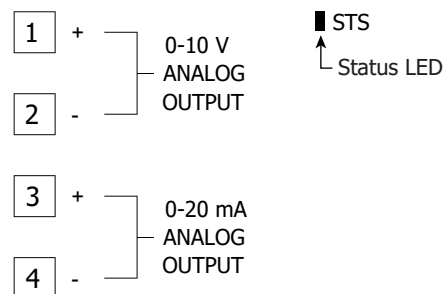 1 +
0-10 V
ANALOG
OUTPUT
2 -
STS
Status LED
3 +
0-20 mA
ANALOG
OUTPUT
4 -